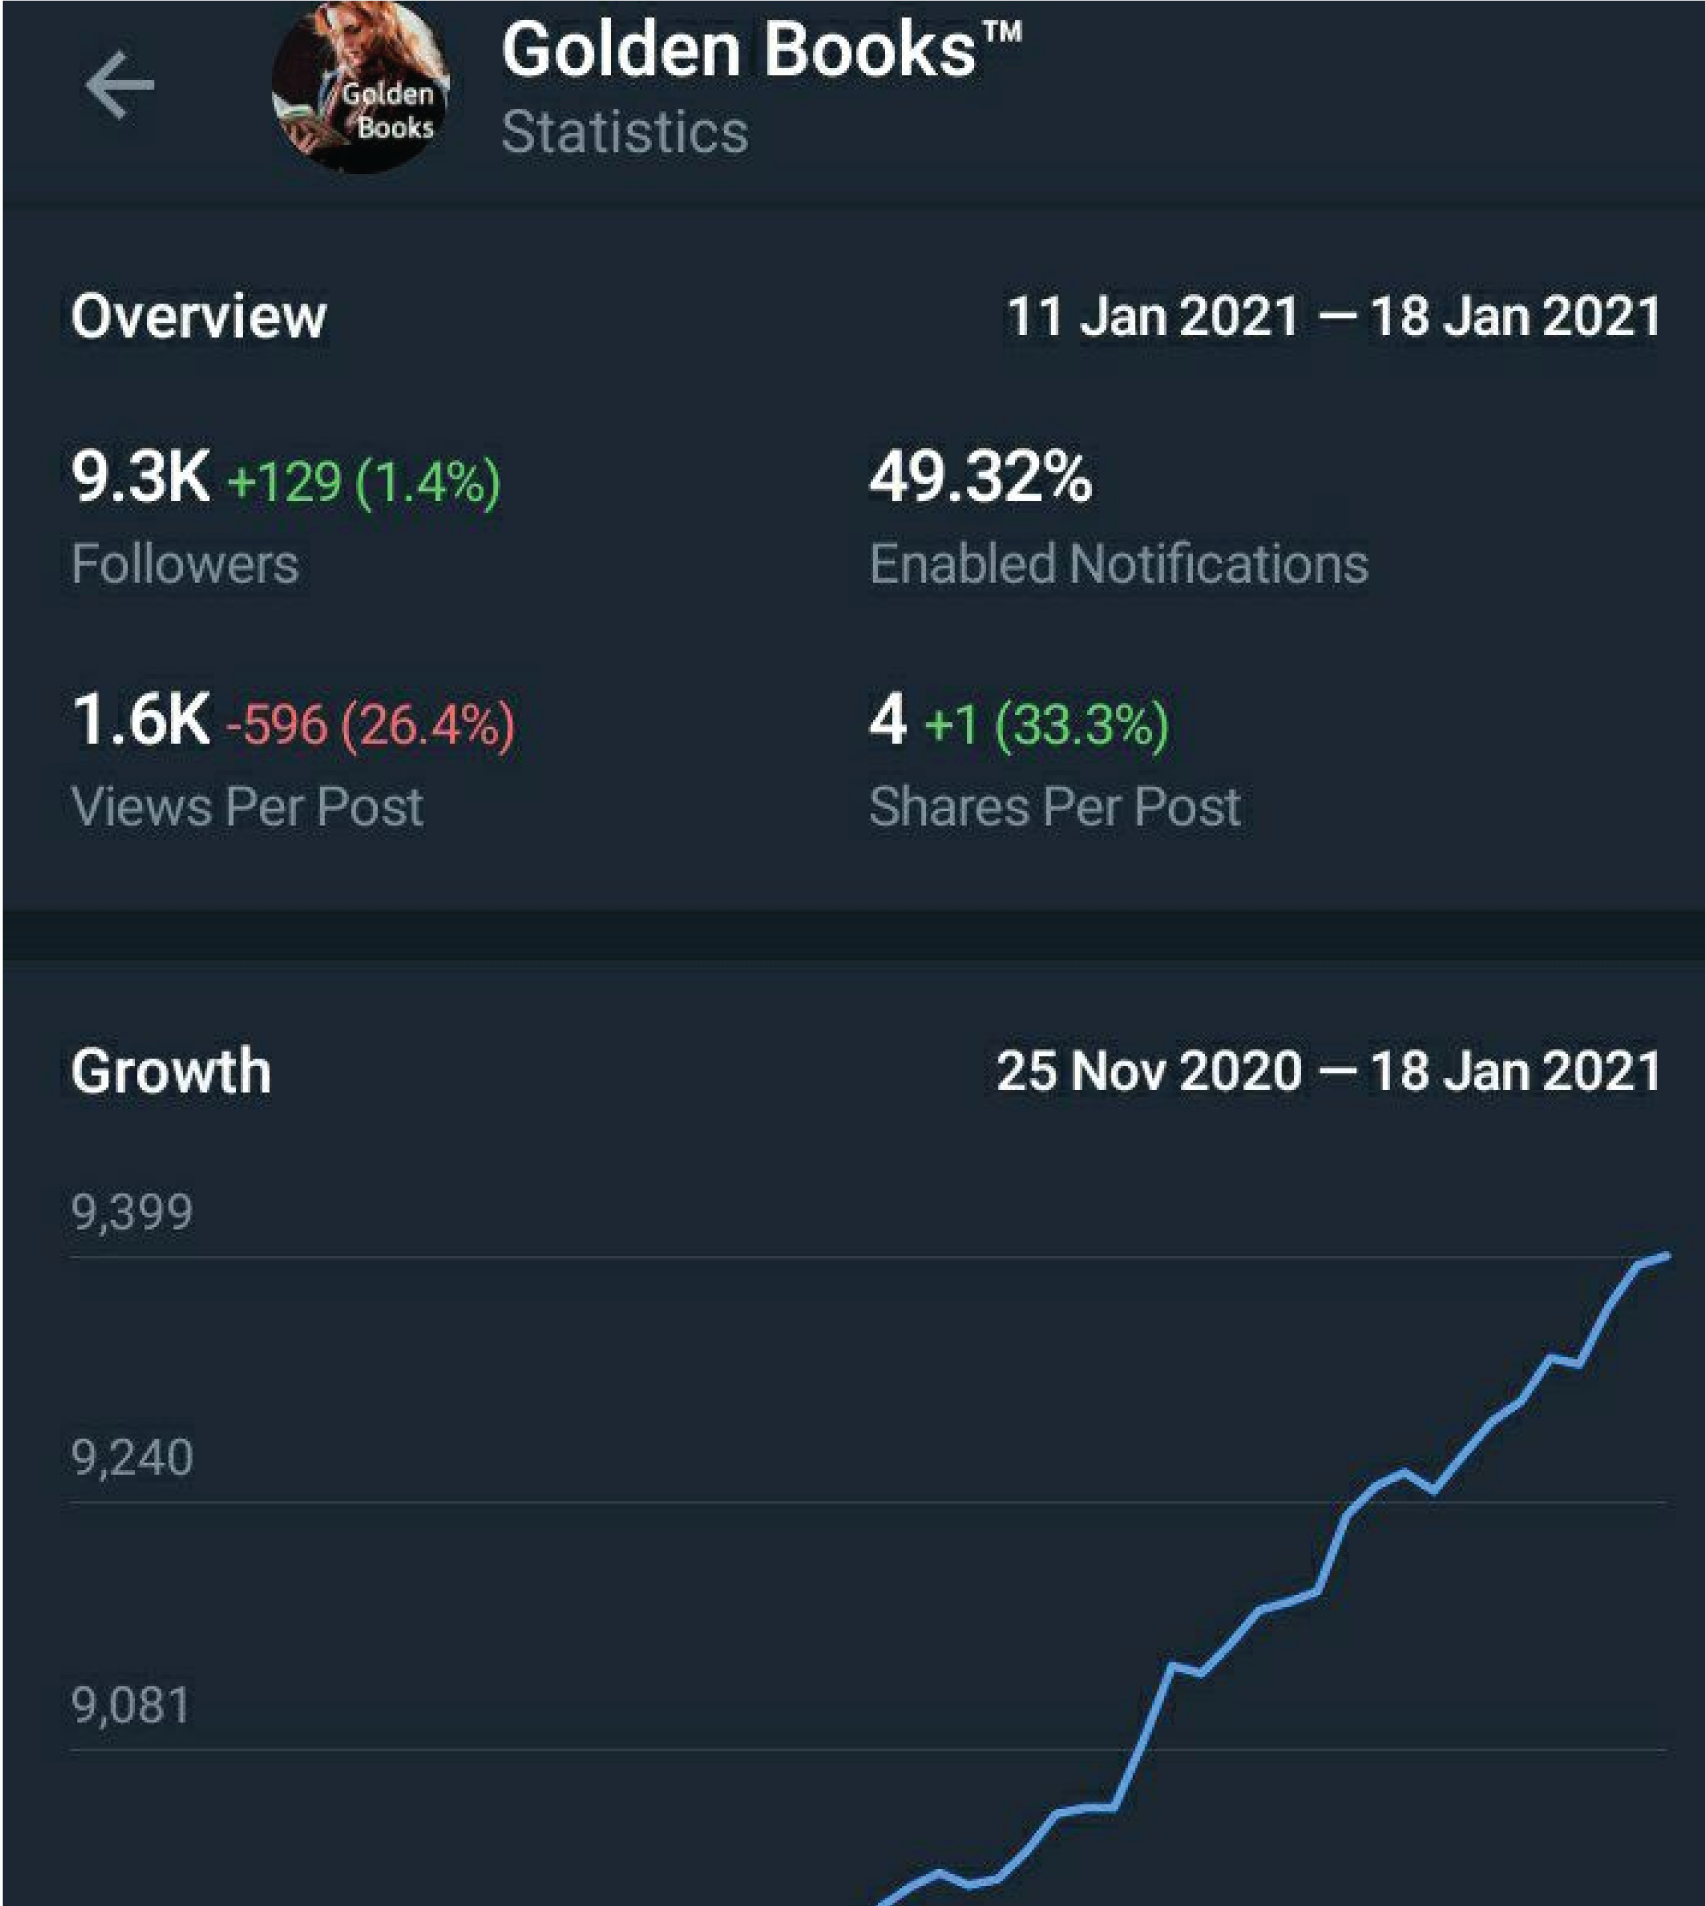 Golden Books™
Statistics
Golden
Books
Overview
11 Jan 2021 — 18 Jan 2021
9.3K +129 (1.4%)
Followers
49.32%
Enabled Notifications
1.6K -596 (26.4%)
Views Per Post
4 +1 (33.3%)
Shares Per Post
Growth
25 Nov 2020 — 18 Jan 2021
9,399
9,240
9,081